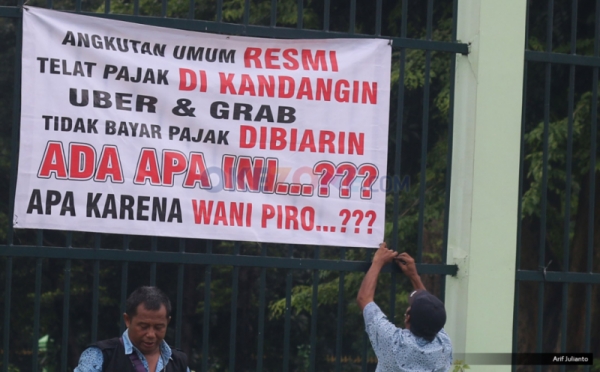 ANGKUTAN UMUM RESMI
TELAT PAJAK DI KANDANGIN
UBER & GRAB
TIDAK BAYAR PAJAK DIBIARIN
ADA APA INI...???
APA KARENA WANI PIRO...???
Arif Julianto